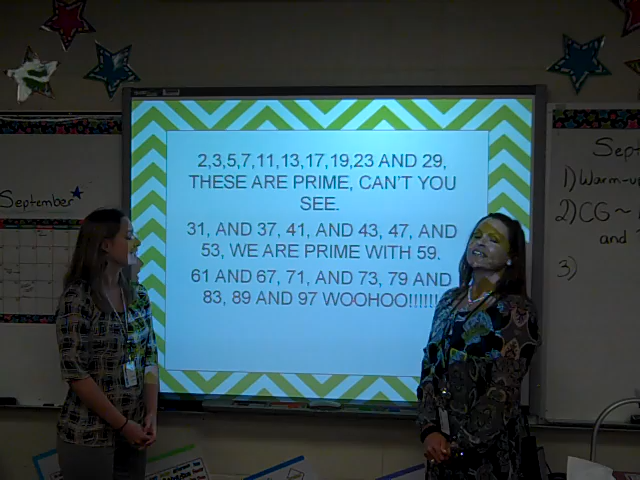 2,3,5,7,11,13,17,19,23 AND 29,
THESE ARE PRIME, CAN'T YOU
SEE.
31, AND 37, 41, AND 43, 47, AND
53, WE ARE PRIME WITH 59.
61 AND 67, 71, AND 73, 79 AND
83, 89 AND 97 WOOHOO!!!!!!
September
Sept
1) Warm-up
2) CG ~
and
3)